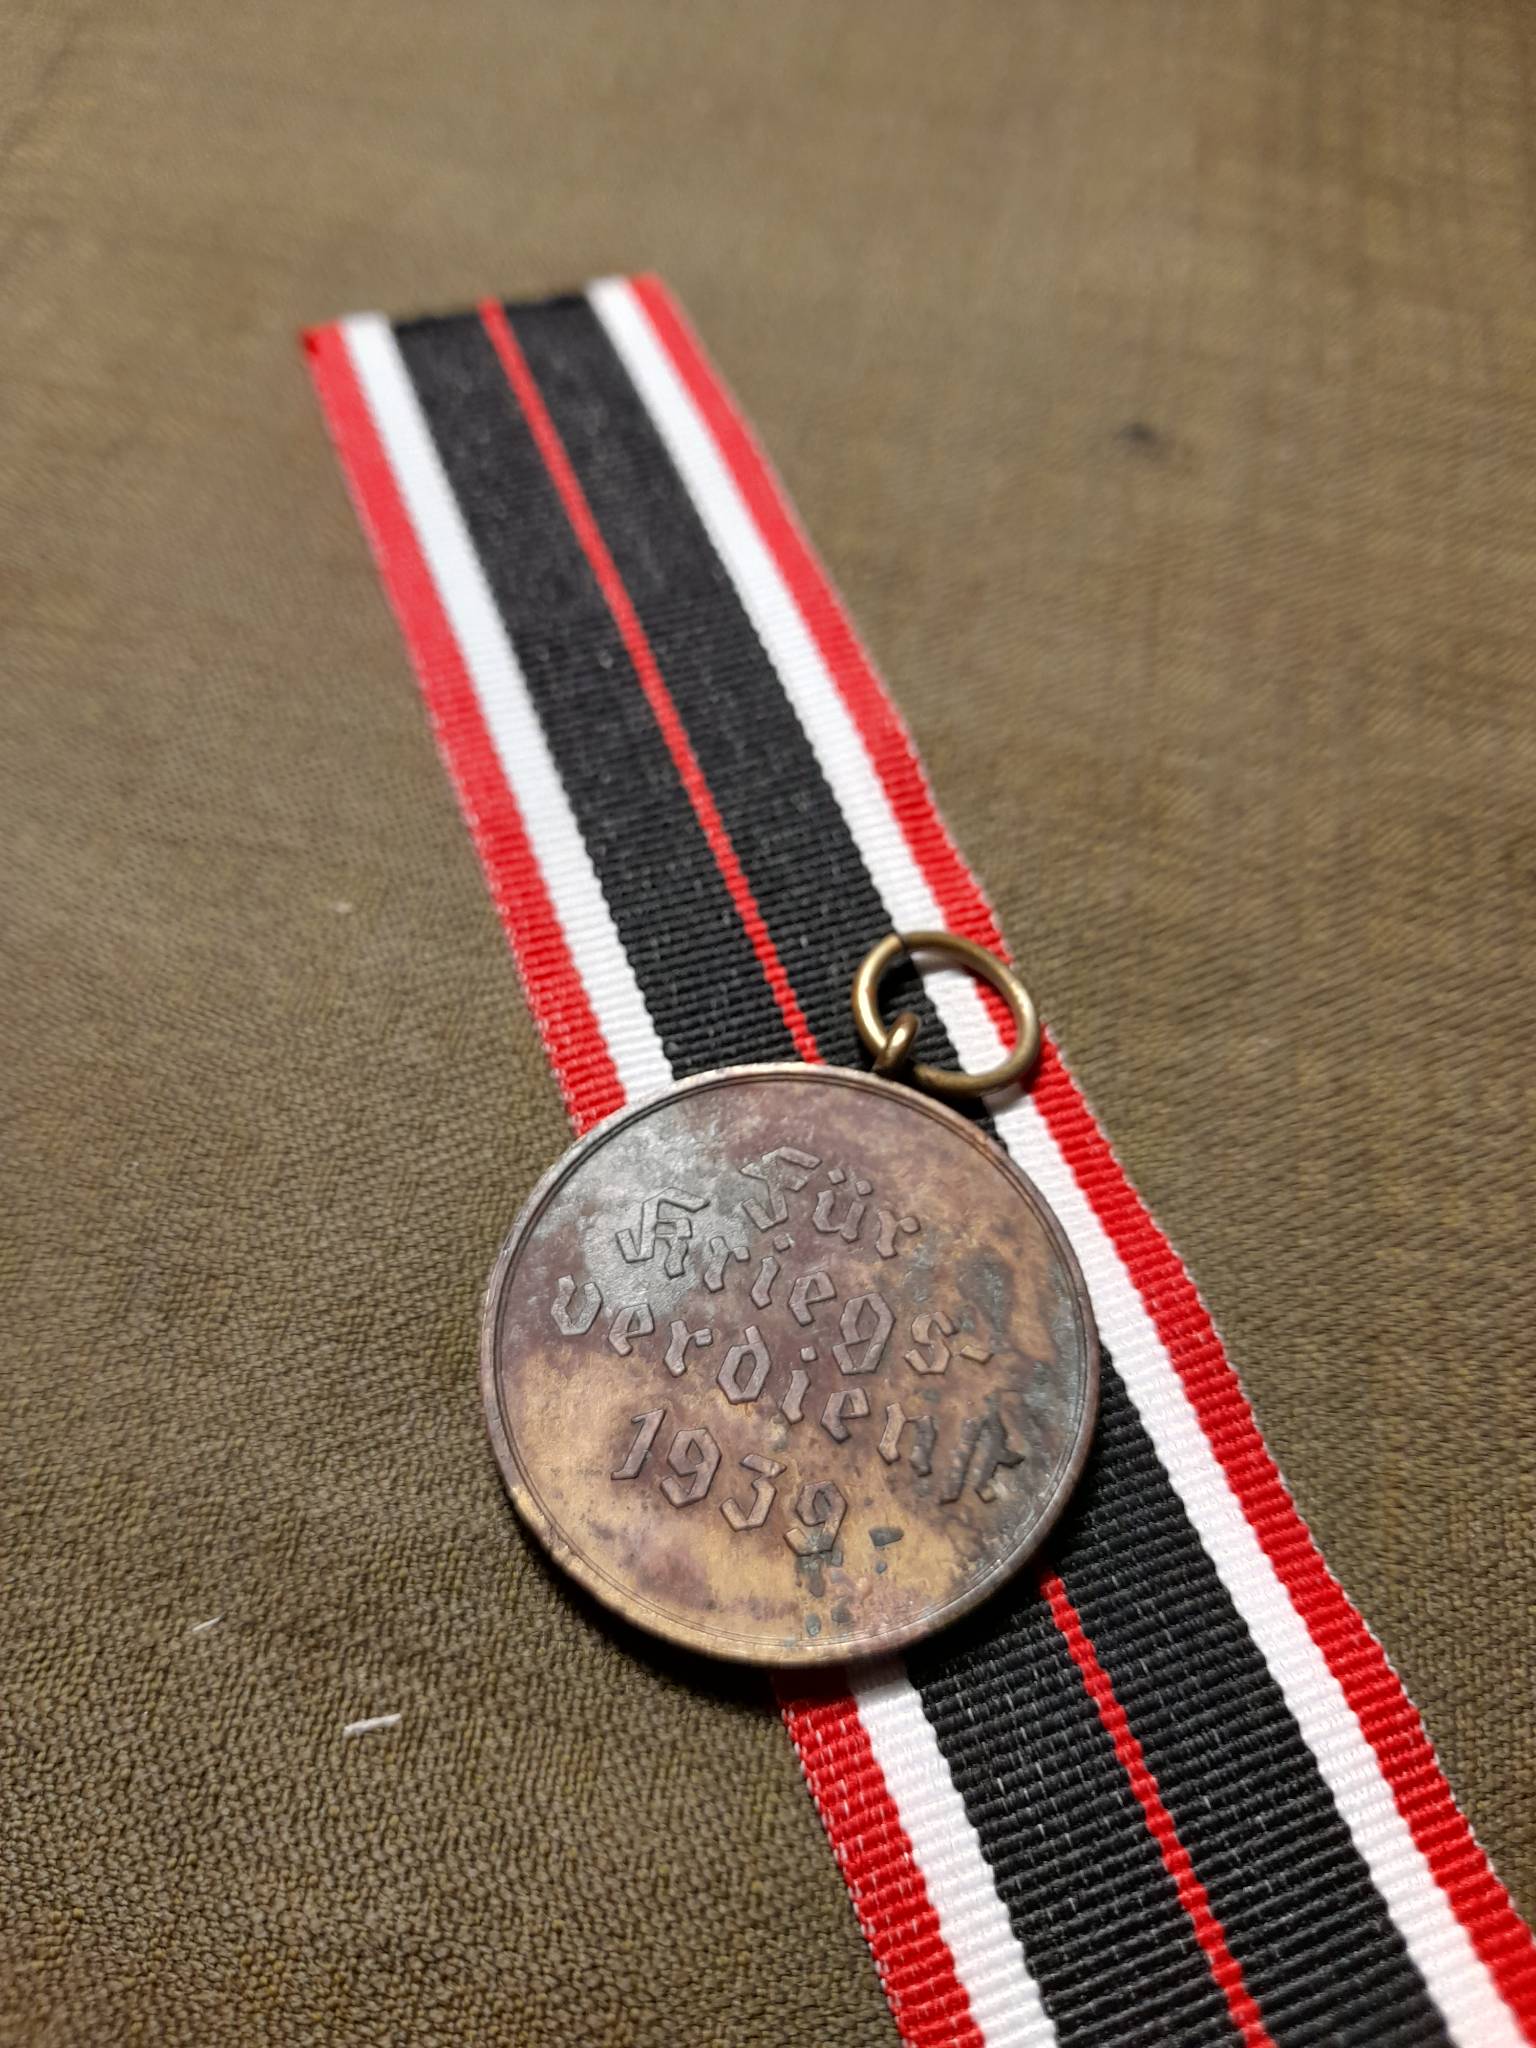 Für
Kriegs-
verdienst
1939